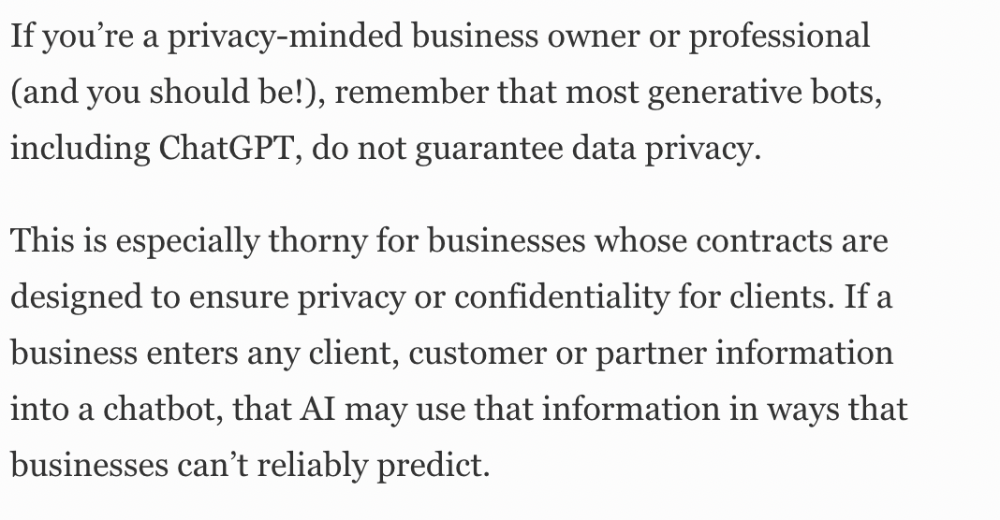 If you’re a privacy-minded business owner or professional
(and you should be!), remember that most generative bots,
including ChatGPT, do not guarantee data privacy.
This is especially thorny for businesses whose contracts are
designed to ensure privacy or confidentiality for clients. If a
business enters any client, customer or partner information
into a chatbot, that AI may use that information in ways that
businesses can’t reliably predict.